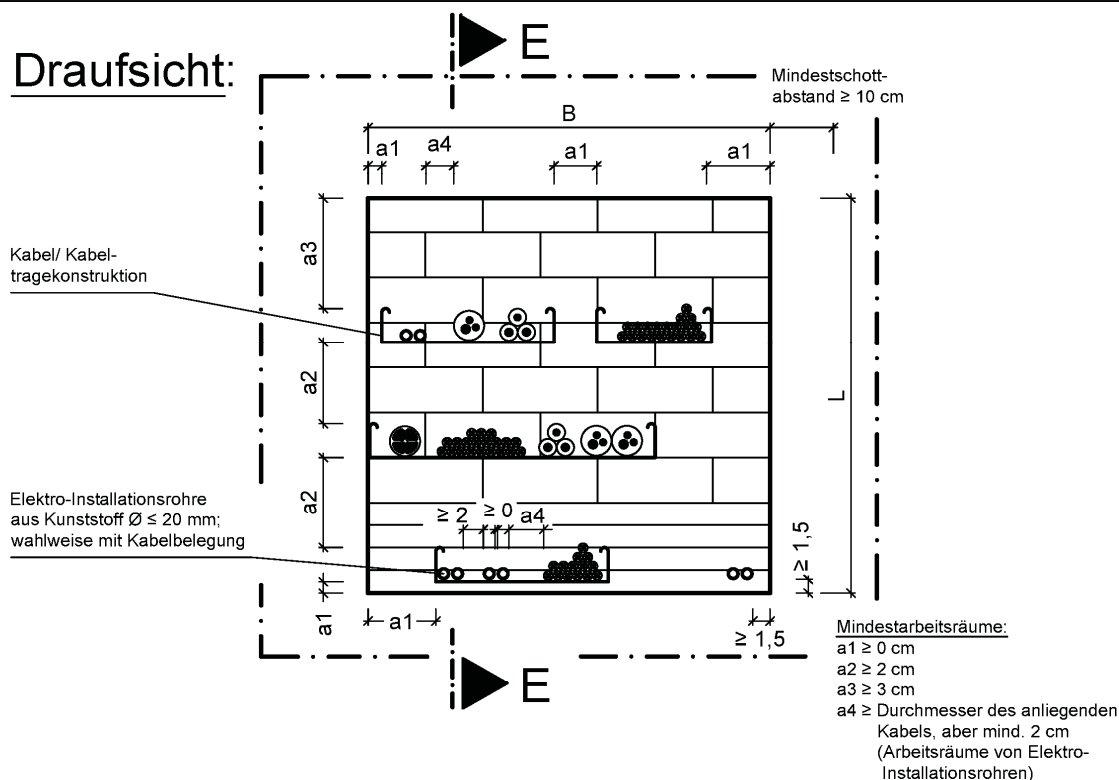 E
Draufsicht:
Mindestschott-
abstand ≥ 10 cm
B
a1
a4
a1
a1
a3
Kabel/ Kabel-
tragekonstruktion
a2
L
Elektro-Installationsrohre
aus Kunststoff Ø ≤ 20 mm;
wahlweise mit Kabelbelegung
a2
≥ 2
≥ 0
a4
≥ 1,5
a1
a1
≥ 1,5
E
Mindestarbeitsräume:
a1 ≥ 0 cm
a2 ≥ 2 cm
a3 ≥ 3 cm
a4 ≥ Durchmesser des anliegenden
Kabels, aber mind. 2 cm
(Arbeitsräume von Elektro-
Installationsrohren)